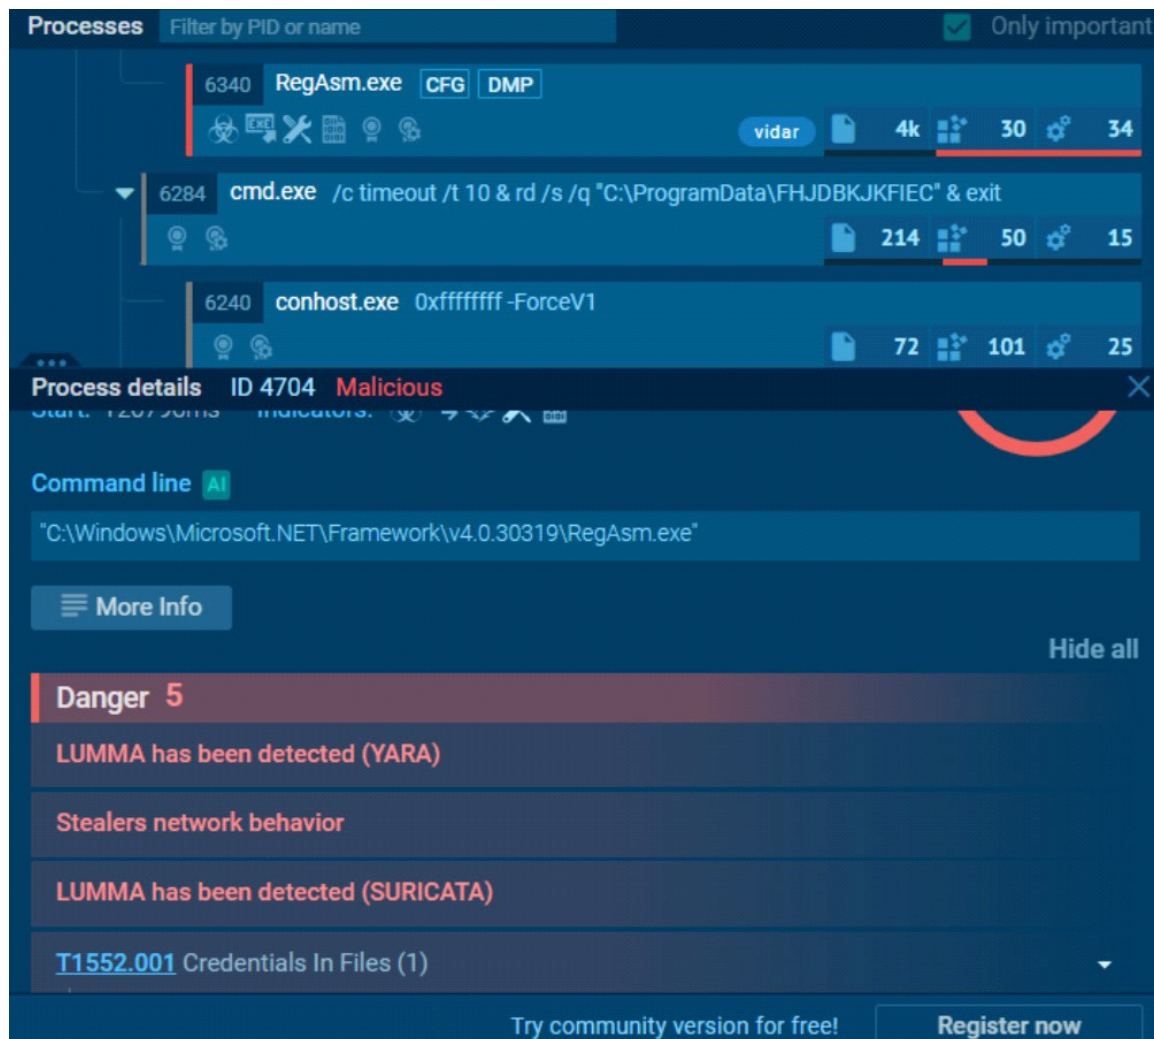 Processes Filter by PID or name Only important
6340 RegAsm.exe CFG DMP
EXE vidar 4k 30 34
6284 cmd.exe /c timeout /t 10 & rd /s /q "C:\ProgramData\FHJDBKJKFIEC" & exit
214 50 15
6240 conhost.exe 0xffffffff -ForceV1
72 101 25
Process details ID 4704 Malicious
Indicators:
Command line AI
"C:\Windows\Microsoft.NET\Framework\v4.0.30319\RegAsm.exe"
More Info
Hide all
Danger 5
LUMMA has been detected (YARA)
Stealers network behavior
LUMMA has been detected (SURICATA)
T1552.001 Credentials In Files (1)
Try community version for free! Register now